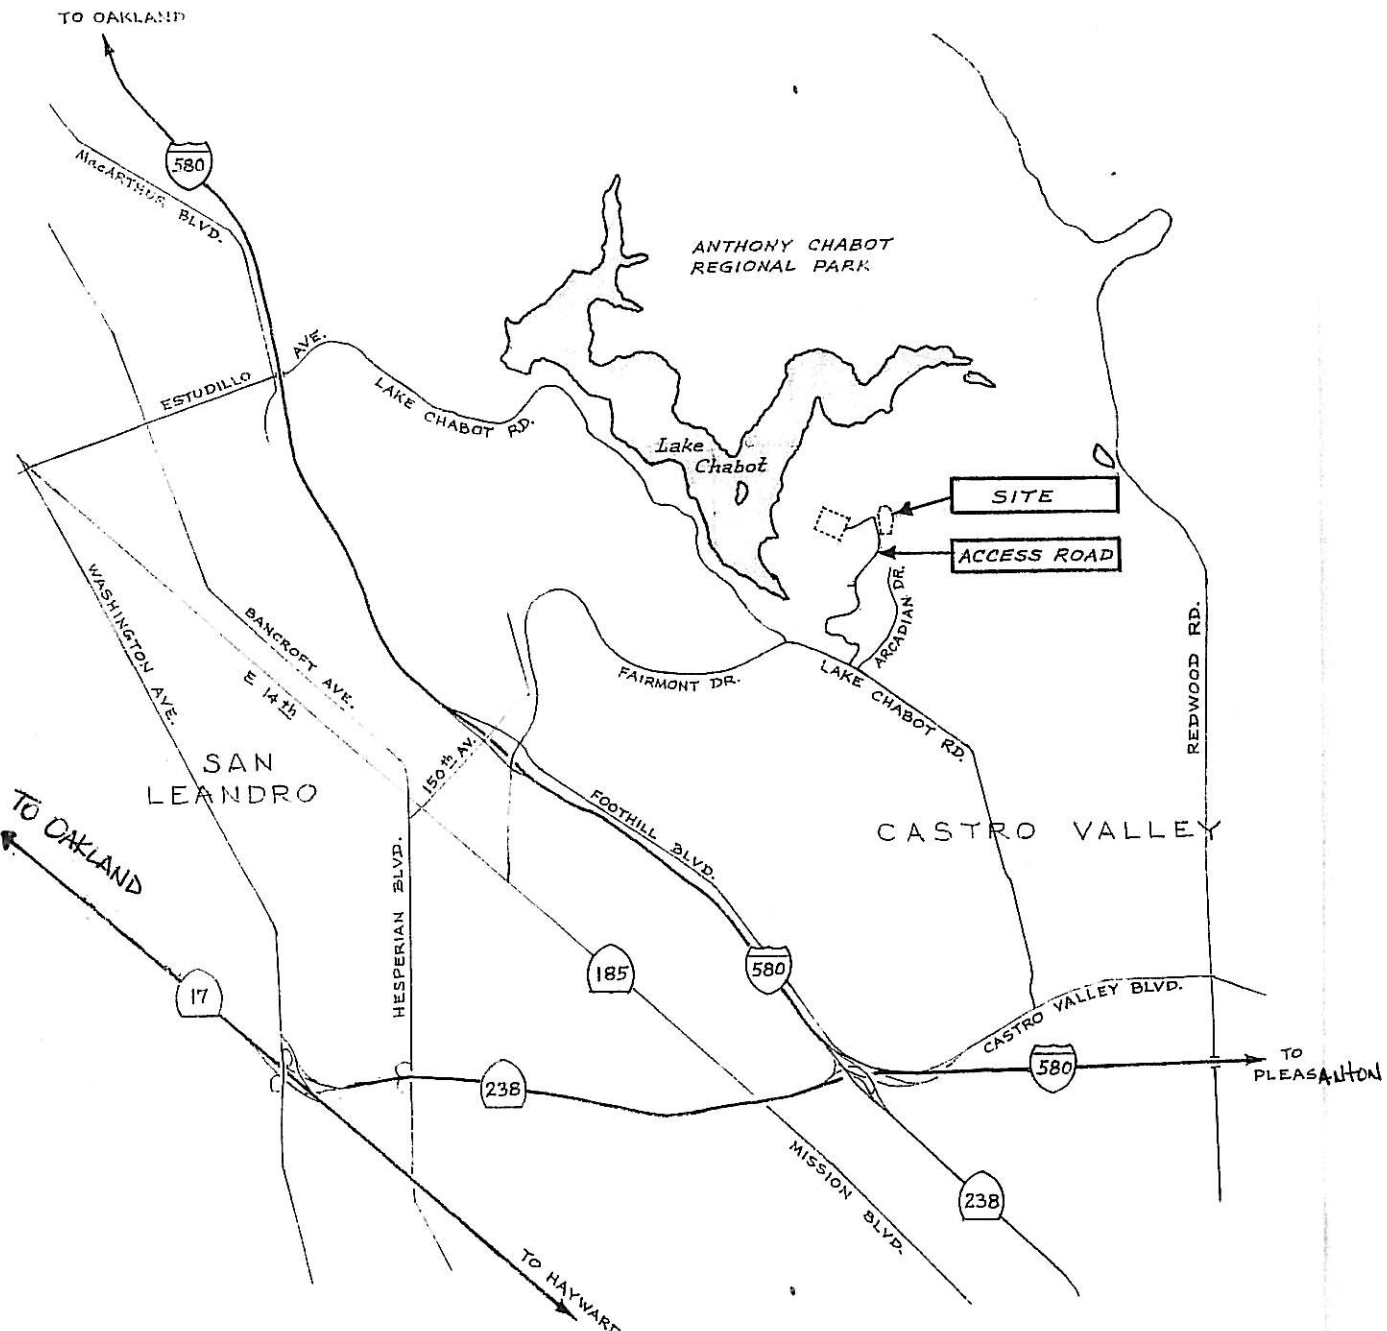 TO OAKLAND
580
MacARTHUR BLVD.
ANTHONY CHABOT
REGIONAL PARK
ESTUDILLO AVE.
LAKE CHABOT RD.
Lake
Chabot
SITE
ACCESS ROAD
ARCADIAN DR.
WASHINGTON AVE.
BANCROFT AVE.
E 14th
FAIRMONT DR.
LAKE CHABOT RD.
REDWOOD RD.
SAN
LEANDRO
150th AV.
TO OAKLAND
FOOTHILL BLVD.
CASTRO VALLEY
HESPERIAN BLVD.
17
185
580
CASTRO VALLEY BLVD.
238
580
TO
PLEASANTON
MISSION BLVD.
238
TO HAYWARD